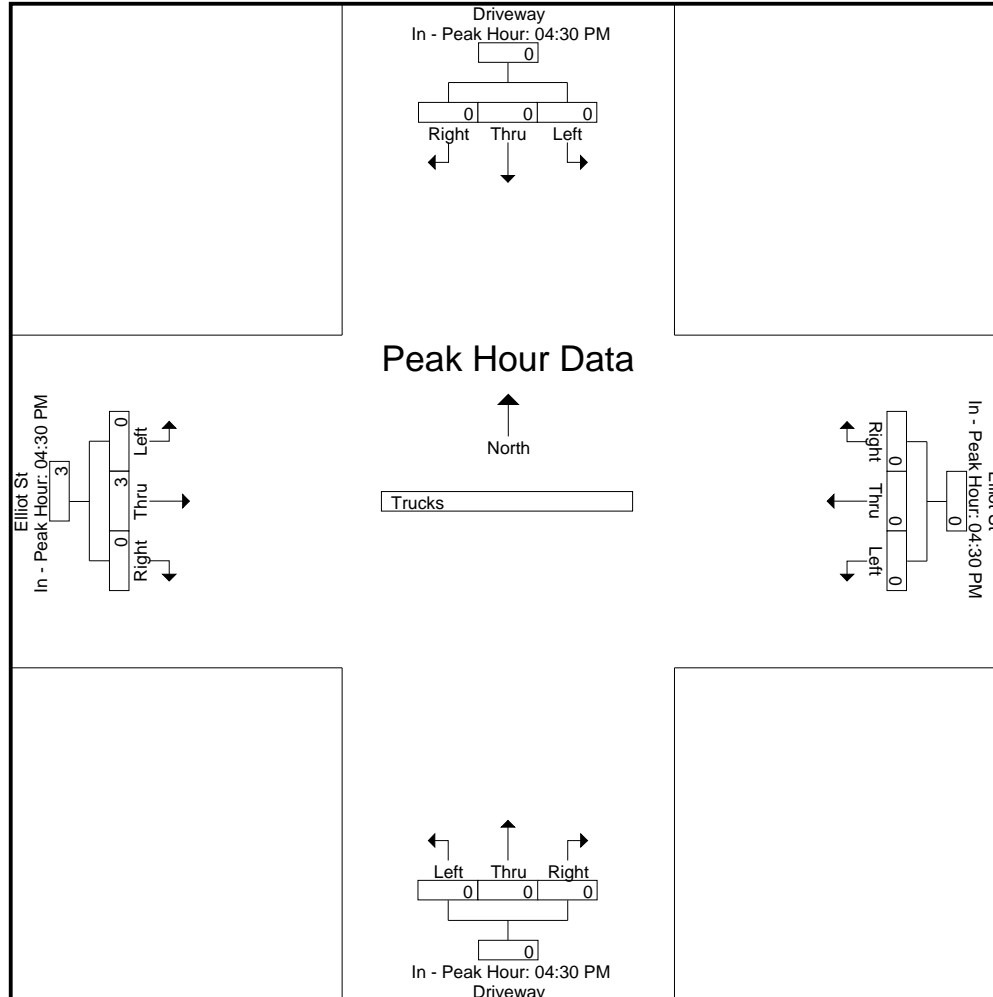 Driveway
In - Peak Hour: 04:30 PM
0
0 0 0
Right Thru Left
Peak Hour Data
North
Trucks
Elliot St
In - Peak Hour: 04:30 PM
3
0 3 0
Left Thru Right
Elliot St
In - Peak Hour: 04:30 PM
0
0 0 0
Right Thru Left
Left Thru Right
0 0 0
0
In - Peak Hour: 04:30 PM
Driveway